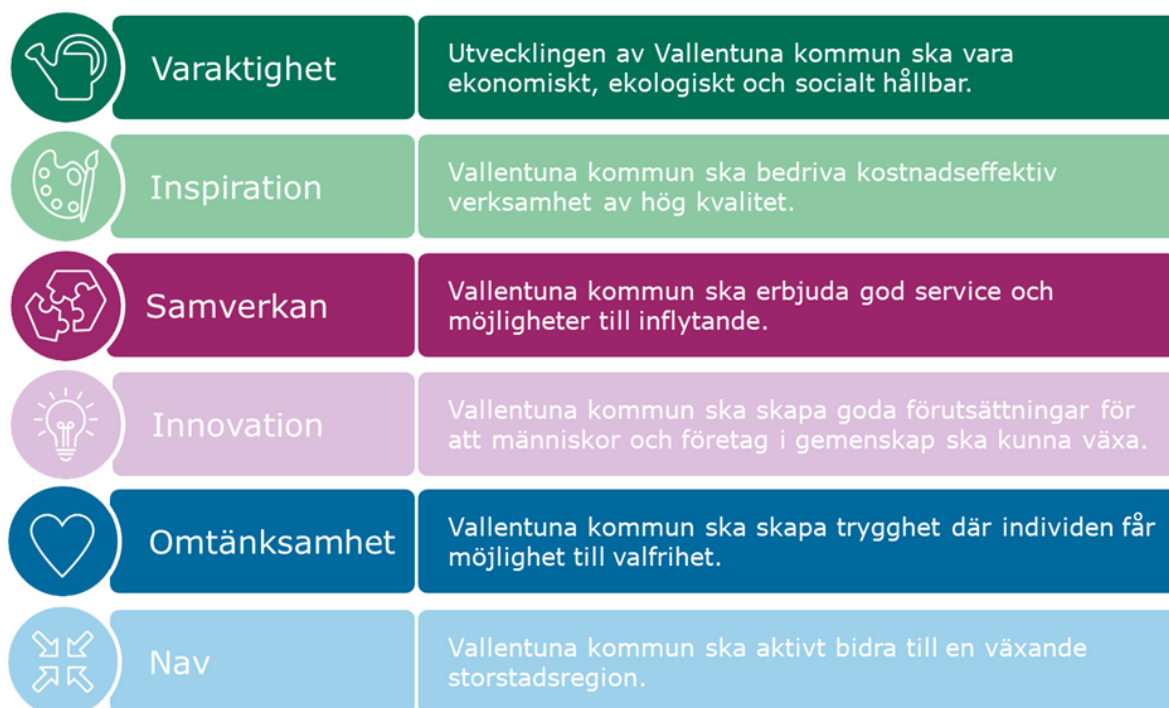 Varaktighet
Utvecklingen av Vallentuna kommun ska vara
ekonomiskt, ekologiskt och socialt hållbar.
Inspiration
Vallentuna kommun ska bedriva kostnadseffektiv
verksamhet av hög kvalitet.
Samverkan
Vallentuna kommun ska erbjuda god service och
möjligheter till inflytande.
Innovation
Vallentuna kommun ska skapa goda förutsättningar för
att människor och företag i gemenskap ska kunna växa.
Omtänksamhet
Vallentuna kommun ska skapa trygghet där individen får
möjlighet till valfrihet.
Nav
Vallentuna kommun ska aktivt bidra till en växande
storstadsregion.